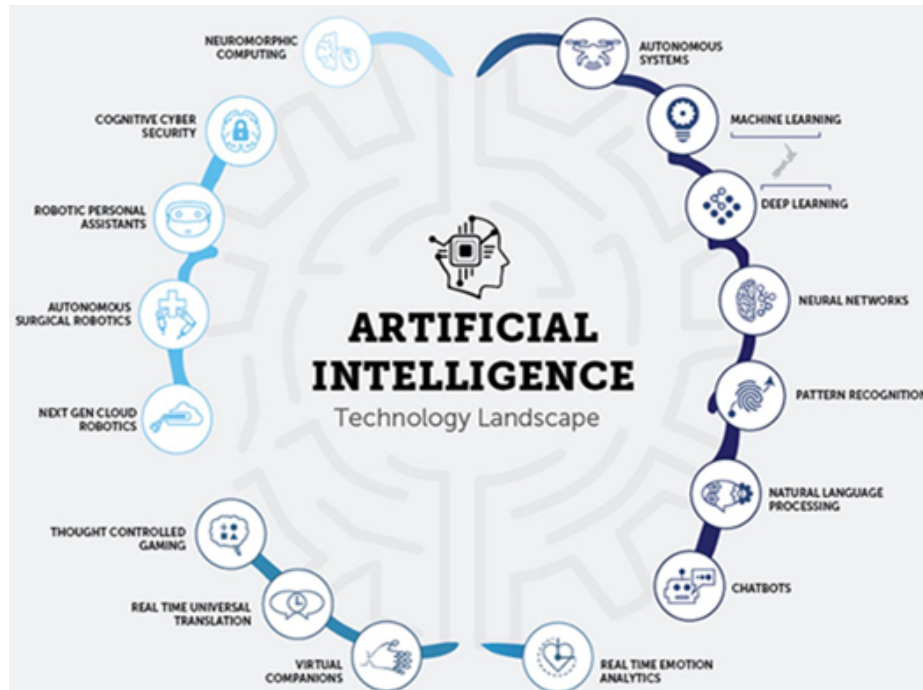 NEUROMORPHIC
COMPUTING
COGNITIVE CYBER
SECURITY
ROBOTIC PERSONAL
ASSISTANTS
AUTONOMOUS
SURGICAL ROBOTICS
NEXT GEN CLOUD
ROBOTICS
THOUGHT CONTROLLED
GAMING
REAL TIME UNIVERSAL
TRANSLATION
VIRTUAL
COMPANIONS
ARTIFICIAL
INTELLIGENCE
Technology Landscape
AUTONOMOUS
SYSTEMS
MACHINE LEARNING
DEEP LEARNING
NEURAL NETWORKS
PATTERN RECOGNITION
NATURAL LANGUAGE
PROCESSING
CHATBOTS
REAL TIME EMOTION
ANALYTICS